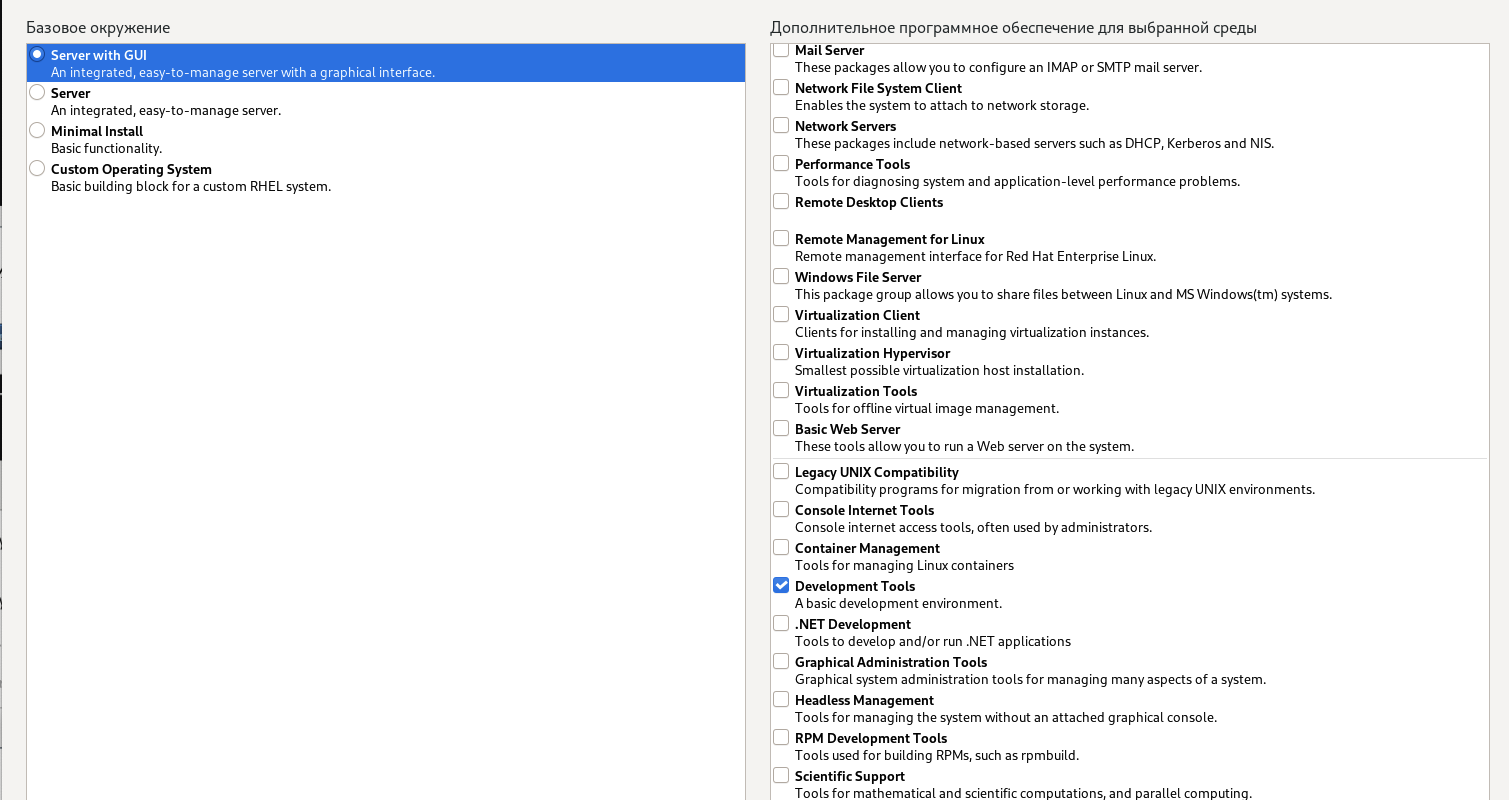 Базовое окружение
Server with GUI
An integrated, easy-to-manage server with a graphical interface.
Server
An integrated, easy-to-manage server.
Minimal Install
Basic functionality.
Custom Operating System
Basic building block for a custom RHEL system.
Дополнительное программное обеспечение для выбранной среды
Mail Server
These packages allow you to configure an IMAP or SMTP mail server.
Network File System Client
Enables the system to attach to network storage.
Network Servers
These packages include network-based servers such as DHCP, Kerberos and NIS.
Performance Tools
Tools for diagnosing system and application-level performance problems.
Remote Desktop Clients
Remote Management for Linux
Remote management interface for Red Hat Enterprise Linux.
Windows File Server
This package group allows you to share files between Linux and MS Windows(tm) systems.
Virtualization Client
Clients for installing and managing virtualization instances.
Virtualization Hypervisor
Smallest possible virtualization host installation.
Virtualization Tools
Tools for offline virtual image management.
Basic Web Server
These tools allow you to run a Web server on the system.
Legacy UNIX Compatibility
Compatibility programs for migration from or working with legacy UNIX environments.
Console Internet Tools
Console internet access tools, often used by administrators.
Container Management
Tools for managing Linux containers
Development Tools
A basic development environment.
.NET Development
Tools to develop and/or run .NET applications
Graphical Administration Tools
Graphical system administration tools for managing many aspects of a system.
Headless Management
Tools for managing the system without an attached graphical console.
RPM Development Tools
Tools used for building RPMs, such as rpmbuild.
Scientific Support
Tools for mathematical and scientific computations, and parallel computing.